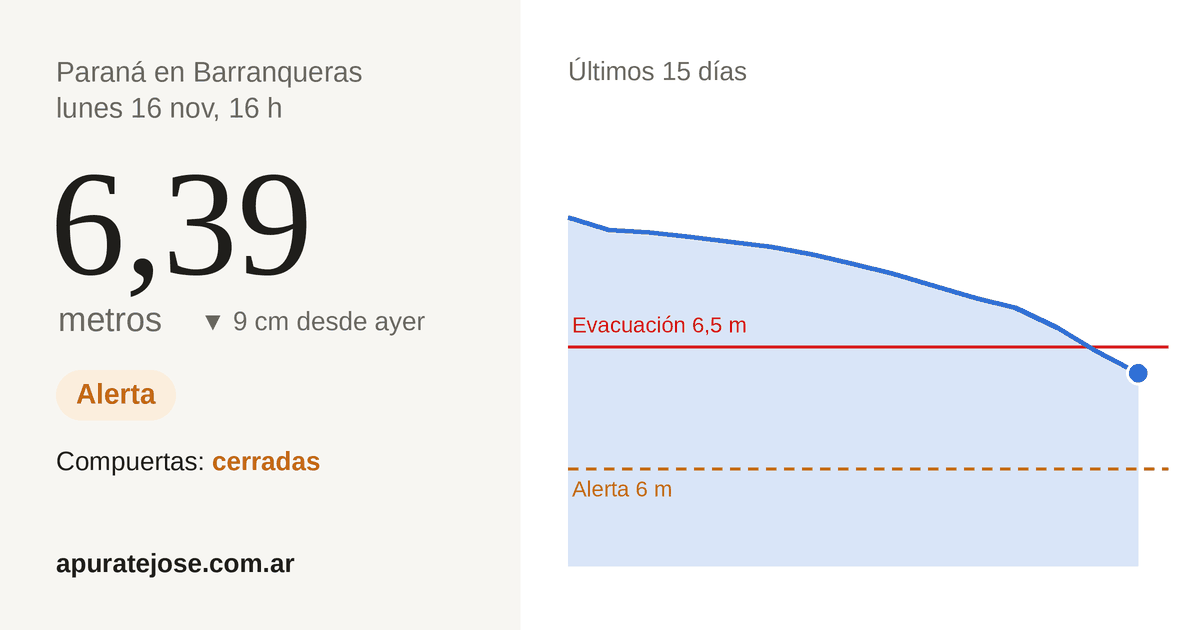 Paraná en Barranqueras
lunes 16 nov, 16 h
6,39
metros ▼ 9 cm desde ayer
Alerta
Compuertas: cerradas
apuratejose.com.ar
Últimos 15 días
Evacuación 6,5 m
Alerta 6 m